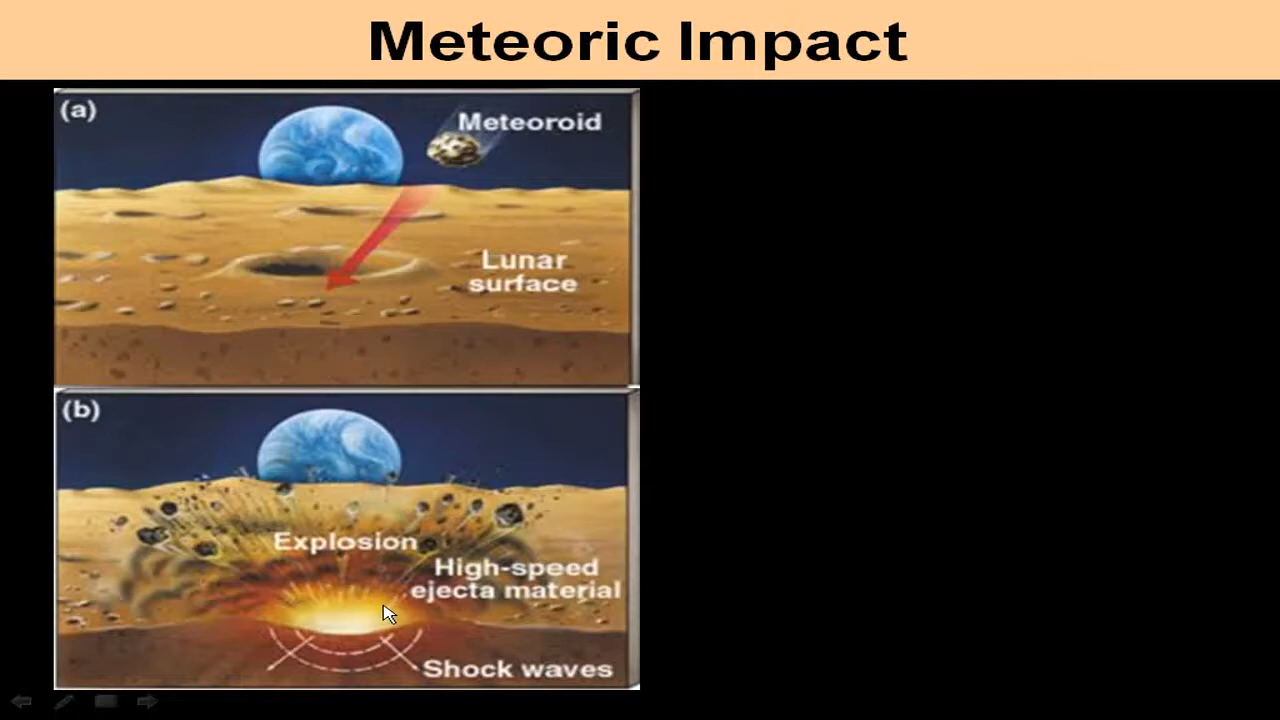 Meteoric Impact
(a)
Meteoroid
Lunar
surface
(b)
Explosion
High-speed
ejecta material
Shock waves